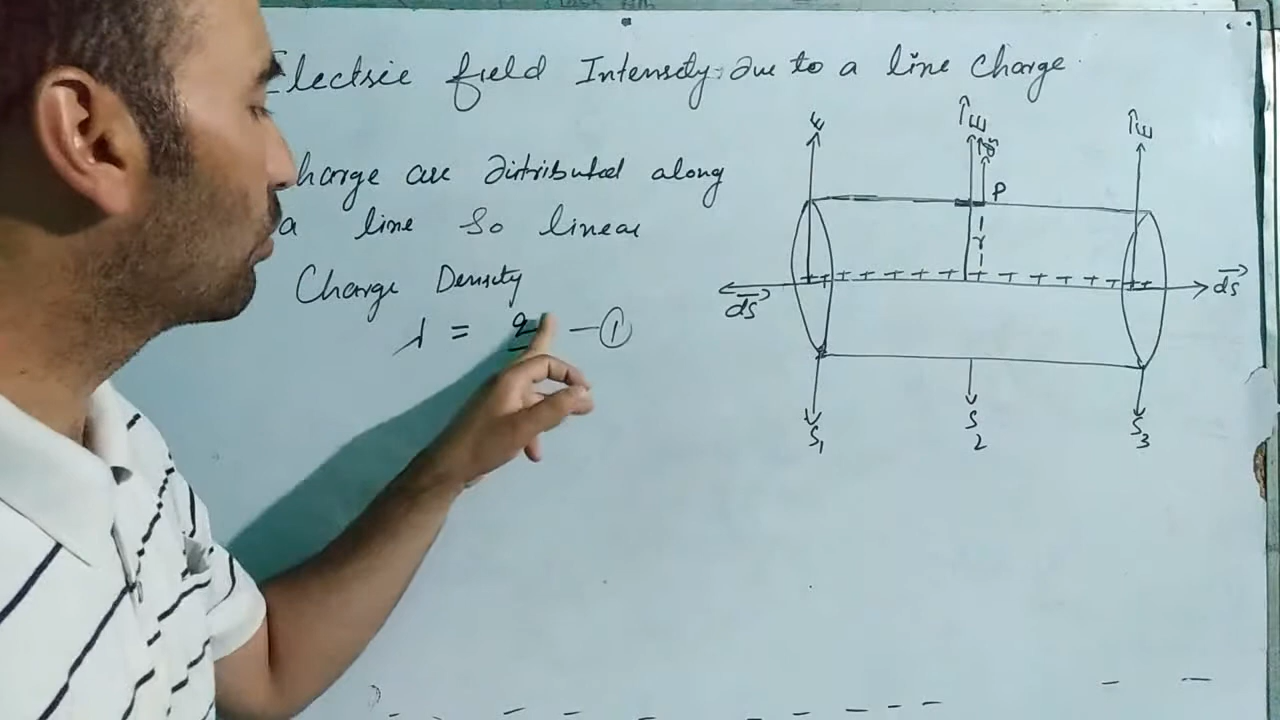 Electric field Intensity due to a line Charge.
harge are distributed along
a line So linear
Charge Density
λ = q — ①
E
E
E
P
r
+ + + + + + + + + + + + + + +
ds
ds
S1
S2
S3